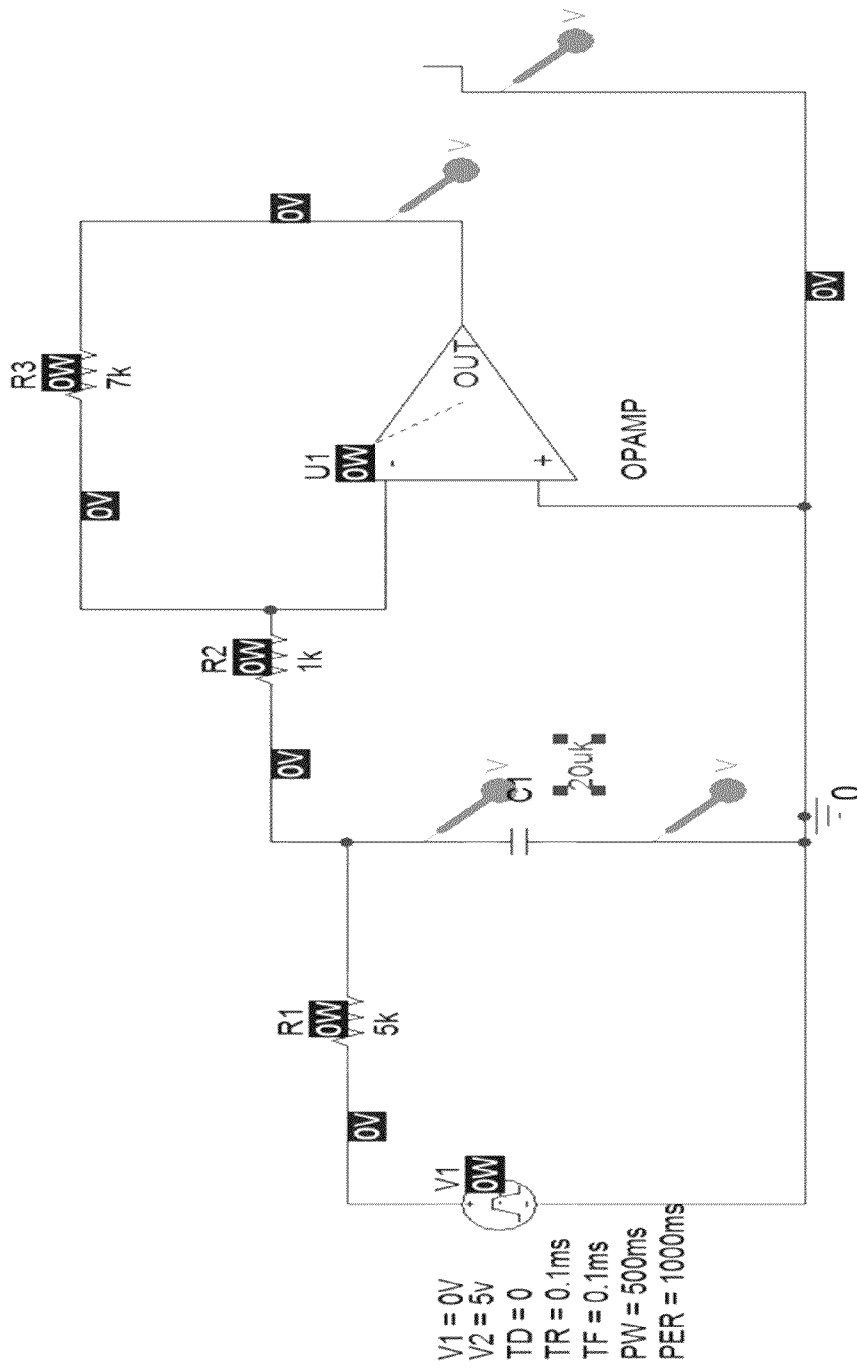 R3
0W
7k
0V
0V
U1
0W
-
OUT
+
OPAMP
R2
0W
1k
0V
R1
0W
5k
0V
V
V
V
V
C1
20uk
0V
0
V1
0W
+
-
V1 = 0V
V2 = 5v
TD = 0
TR = 0.1ms
TF = 0.1ms
PW = 500ms
PER = 1000ms